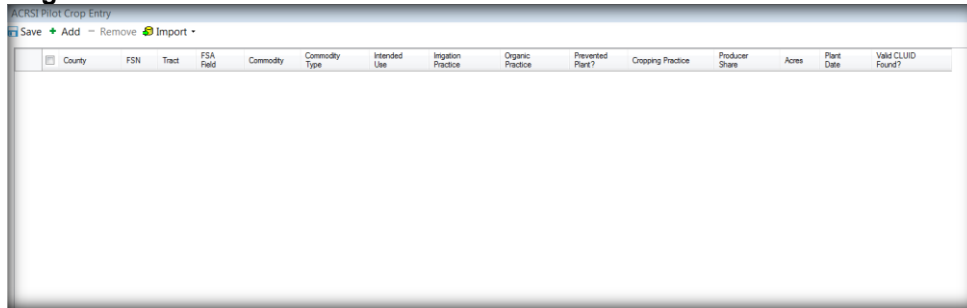 ACRSI Pilot Crop Entry
Save + Add − Remove Import
County FSN Tract FSA Field Commodity Commodity Type Intended Use Irrigation Practice Organic Practice Prevented Plant? Cropping Practice Producer Share Acres Plant Date Valid CLUID Found?